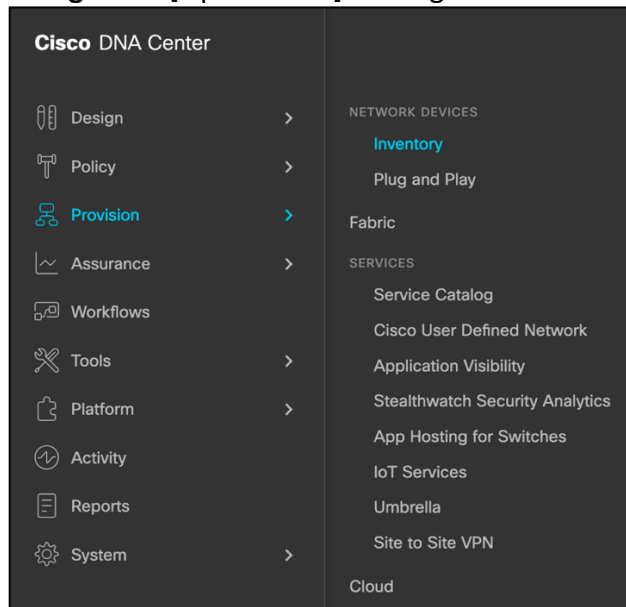 Cisco DNA Center
Design
Policy
Provision
Assurance
Workflows
Tools
Platform
Activity
Reports
System
NETWORK DEVICES
Inventory
Plug and Play
Fabric
SERVICES
Service Catalog
Cisco User Defined Network
Application Visibility
Stealthwatch Security Analytics
App Hosting for Switches
IoT Services
Umbrella
Site to Site VPN
Cloud